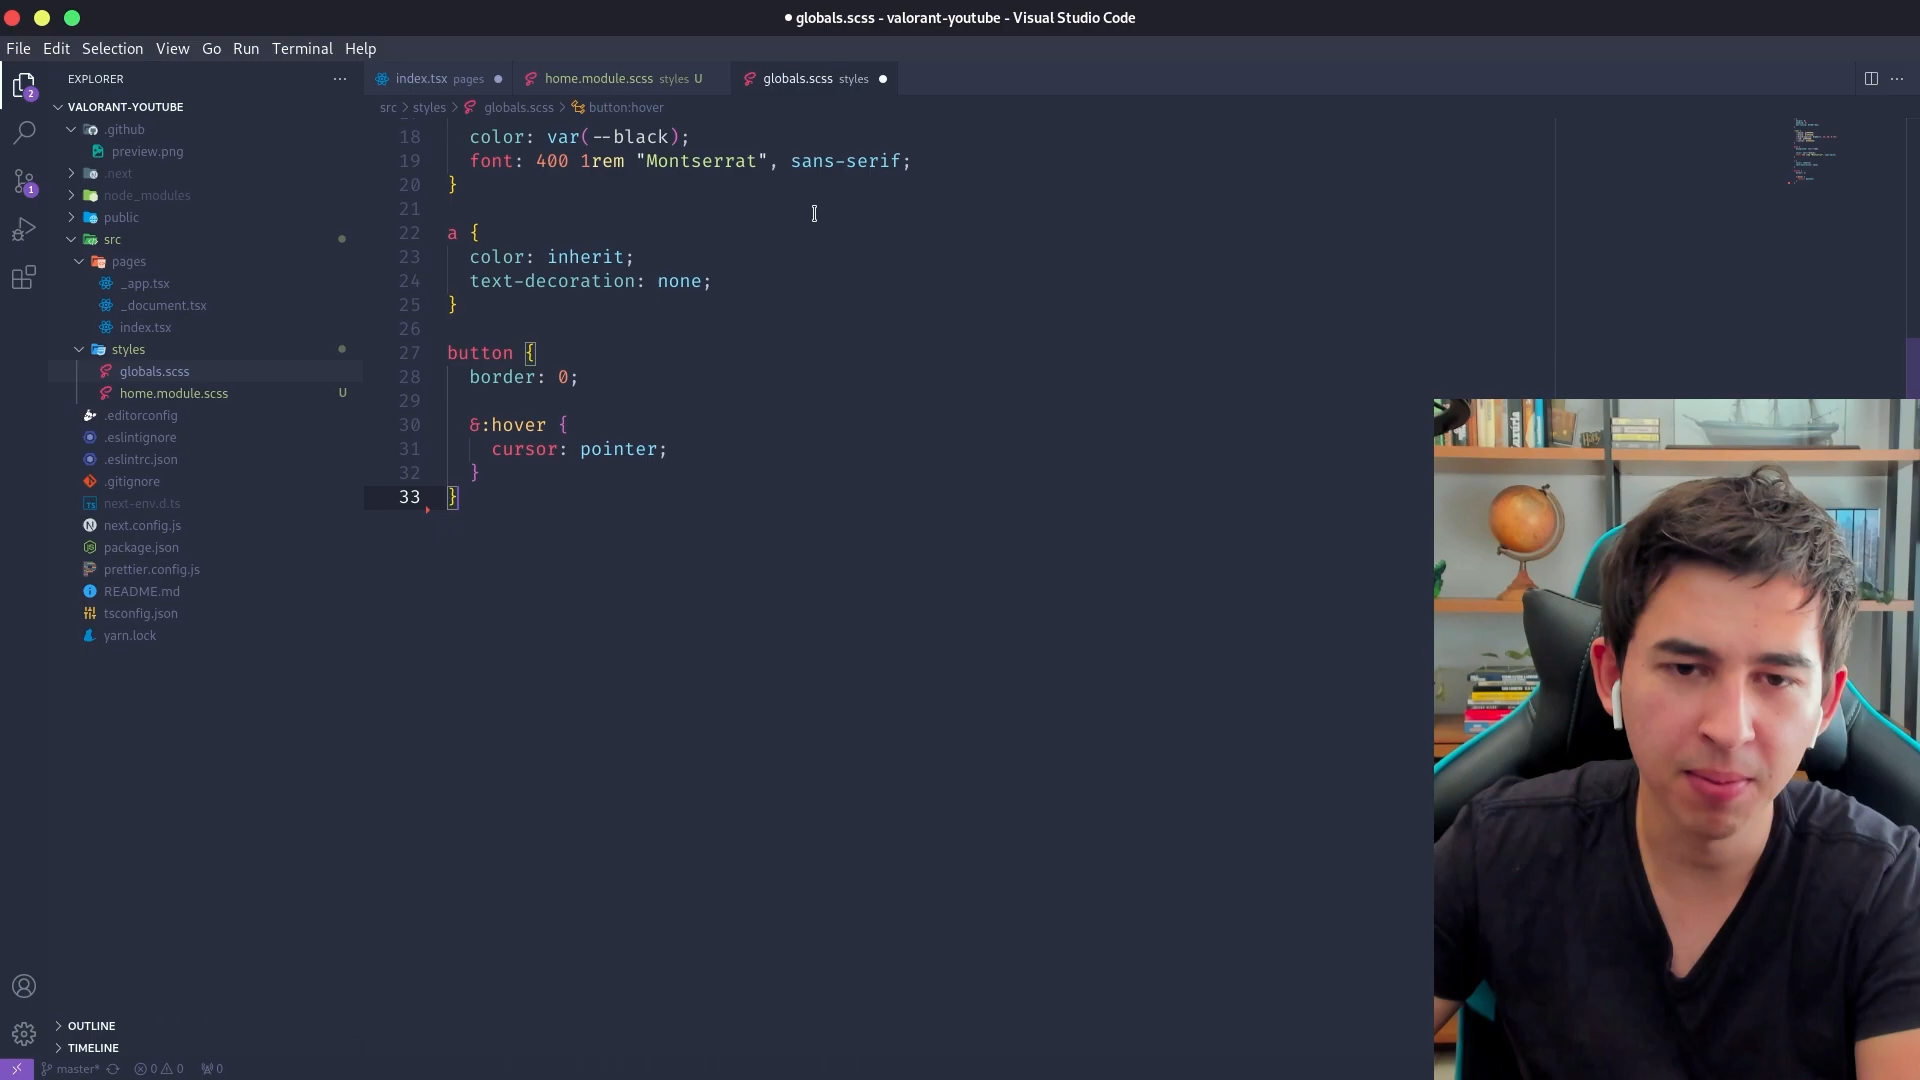 ● globals.scss - valorant-youtube - Visual Studio Code
File Edit Selection View Go Run Terminal Help
EXPLORER ···
index.tsx pages ●
home.module.scss styles U
globals.scss styles ●
···
2
src > styles > globals.scss > button:hover
VALORANT-YOUTUBE
.github
preview.png
.next
node_modules
1
public
src
pages
_app.tsx
_document.tsx
index.tsx
styles
globals.scss
home.module.scss U
.editorconfig
.eslintignore
.eslintrc.json
.gitignore
next-env.d.ts
next.config.js
package.json
prettier.config.js
README.md
tsconfig.json
yarn.lock
18 color: var(--black);
19 font: 400 1rem "Montserrat", sans-serif;
20 }
21
22 a {
23 color: inherit;
24 text-decoration: none;
25 }
26
27 button {
28 border: 0;
29
30 &:hover {
31 cursor: pointer;
32 }
33 }
OUTLINE
TIMELINE
master* 0 0 0